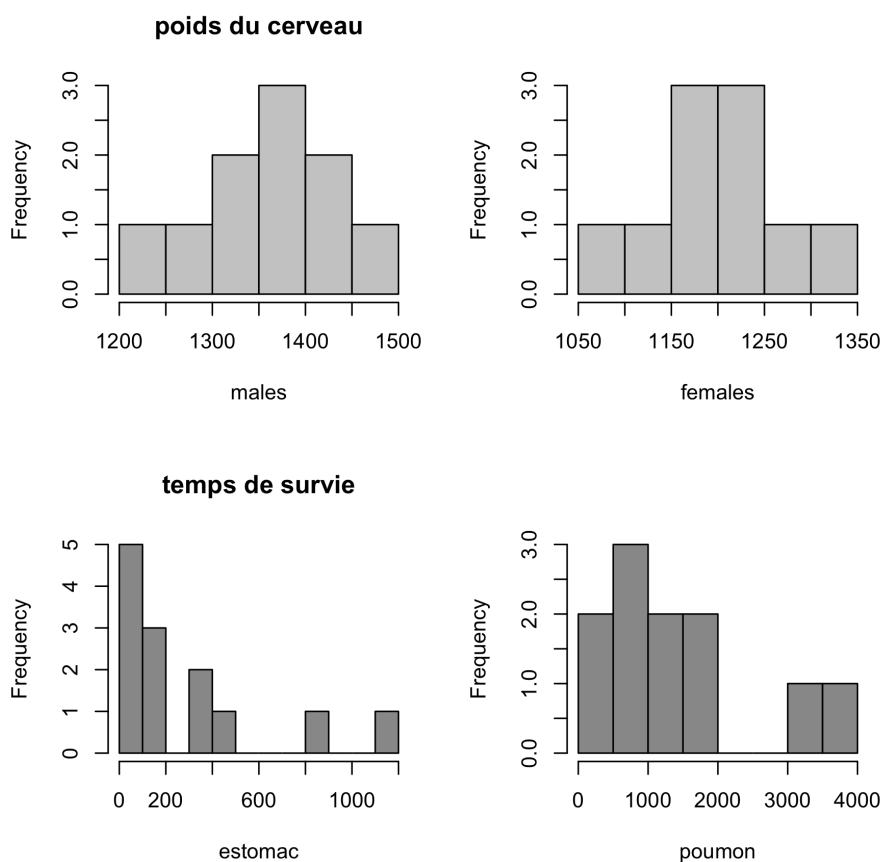 poids du cerveau
Frequency
0.0 1.0 2.0 3.0
1200 1300 1400 1500
males
Frequency
0.0 1.0 2.0 3.0
1050 1150 1250 1350
females
temps de survie
Frequency
0 1 2 3 4 5
0 200 600 1000
estomac
Frequency
0.0 1.0 2.0 3.0
0 1000 2000 3000 4000
poumon